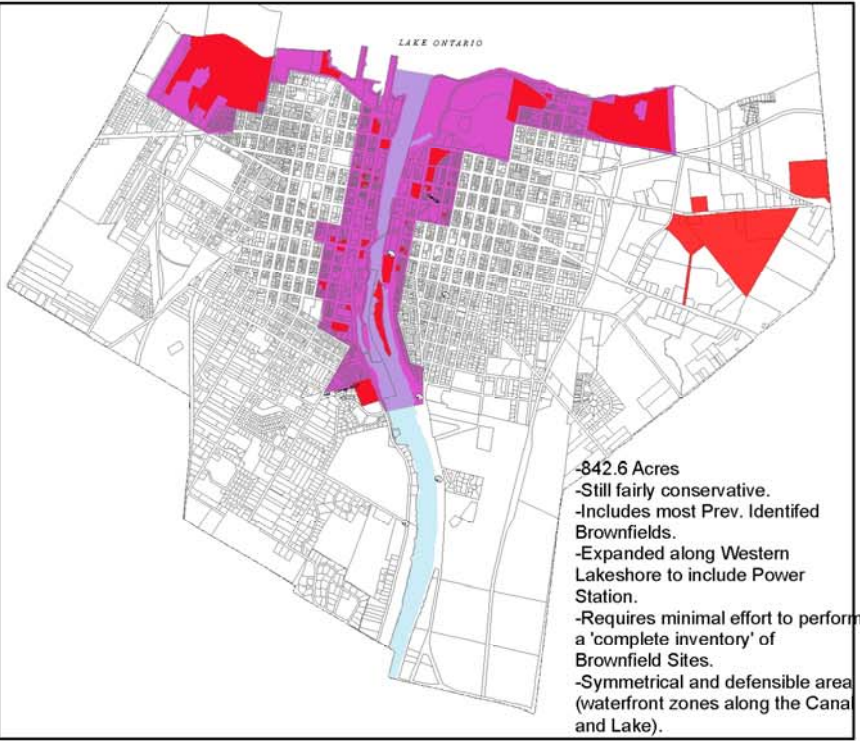 LAKE ONTARIO
-842.6 Acres
-Still fairly conservative.
-Includes most Prev. Identifed
Brownfields.
-Expanded along Western
Lakeshore to include Power
Station.
-Requires minimal effort to perform
a 'complete inventory' of
Brownfield Sites.
-Symmetrical and defensible area
(waterfront zones along the Canal
and Lake).